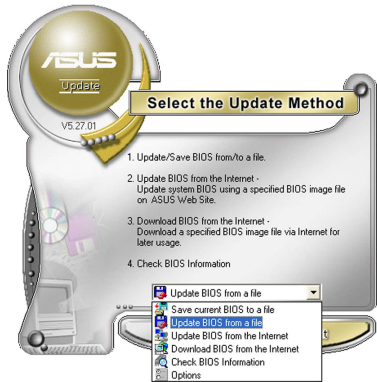 ASUS
Update
V5.27.01
Select the Update Method
1. Update/Save BIOS from/to a file.
2. Update BIOS from the Internet -
Update system BIOS using a specified BIOS image file
on ASUS Web Site.
3. Download BIOS from the Internet -
Download a specified BIOS image file via Internet for
later usage.
4. Check BIOS Information
Update BIOS from a file
Save current BIOS to a file
Update BIOS from a file
Update BIOS from the Internet
Download BIOS from the Internet
Check BIOS Information
Options